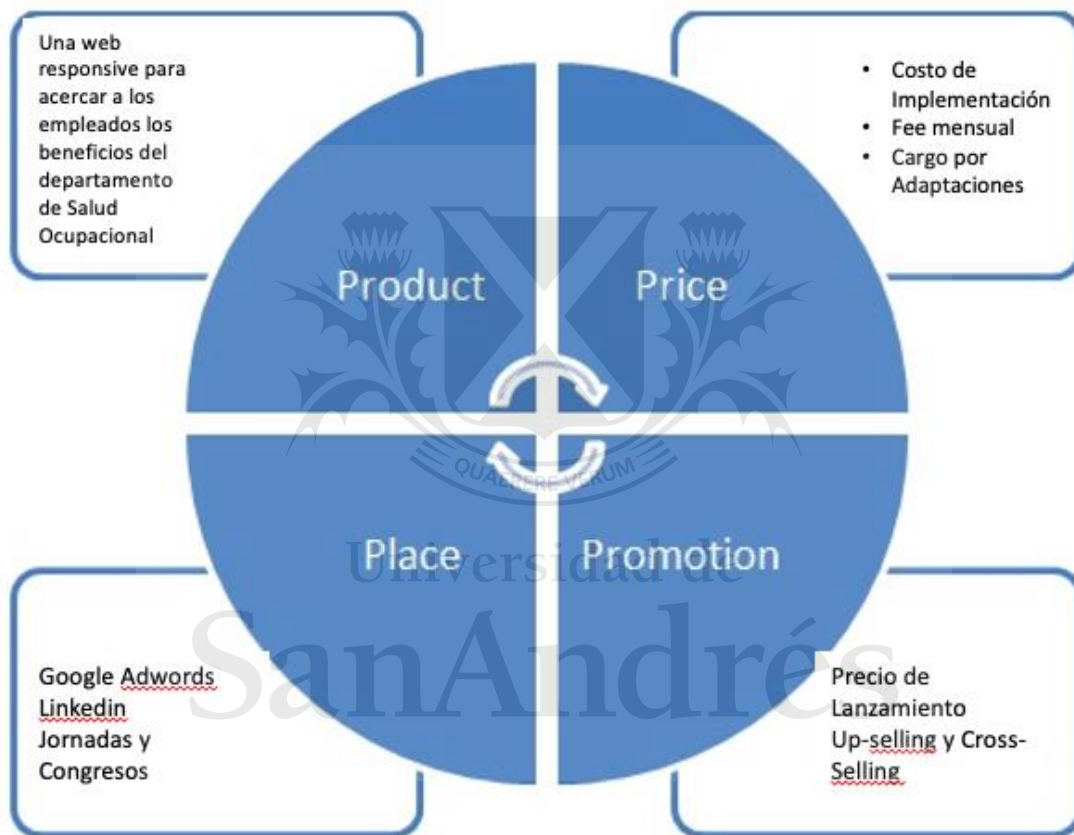 Una web
responsive para
acercar a los
empleados los
beneficios del
departamento
de Salud
Ocupacional
• Costo de
Implementación
• Fee mensual
• Cargo por
Adaptaciones
Product
Price
QUAERERE VERUM
Place
Promotion
Universidad de
SanAndrés
Google Adwords
Linkedin
Jornadas y
Congresos
Precio de
Lanzamiento
Up-selling y Cross-
Selling